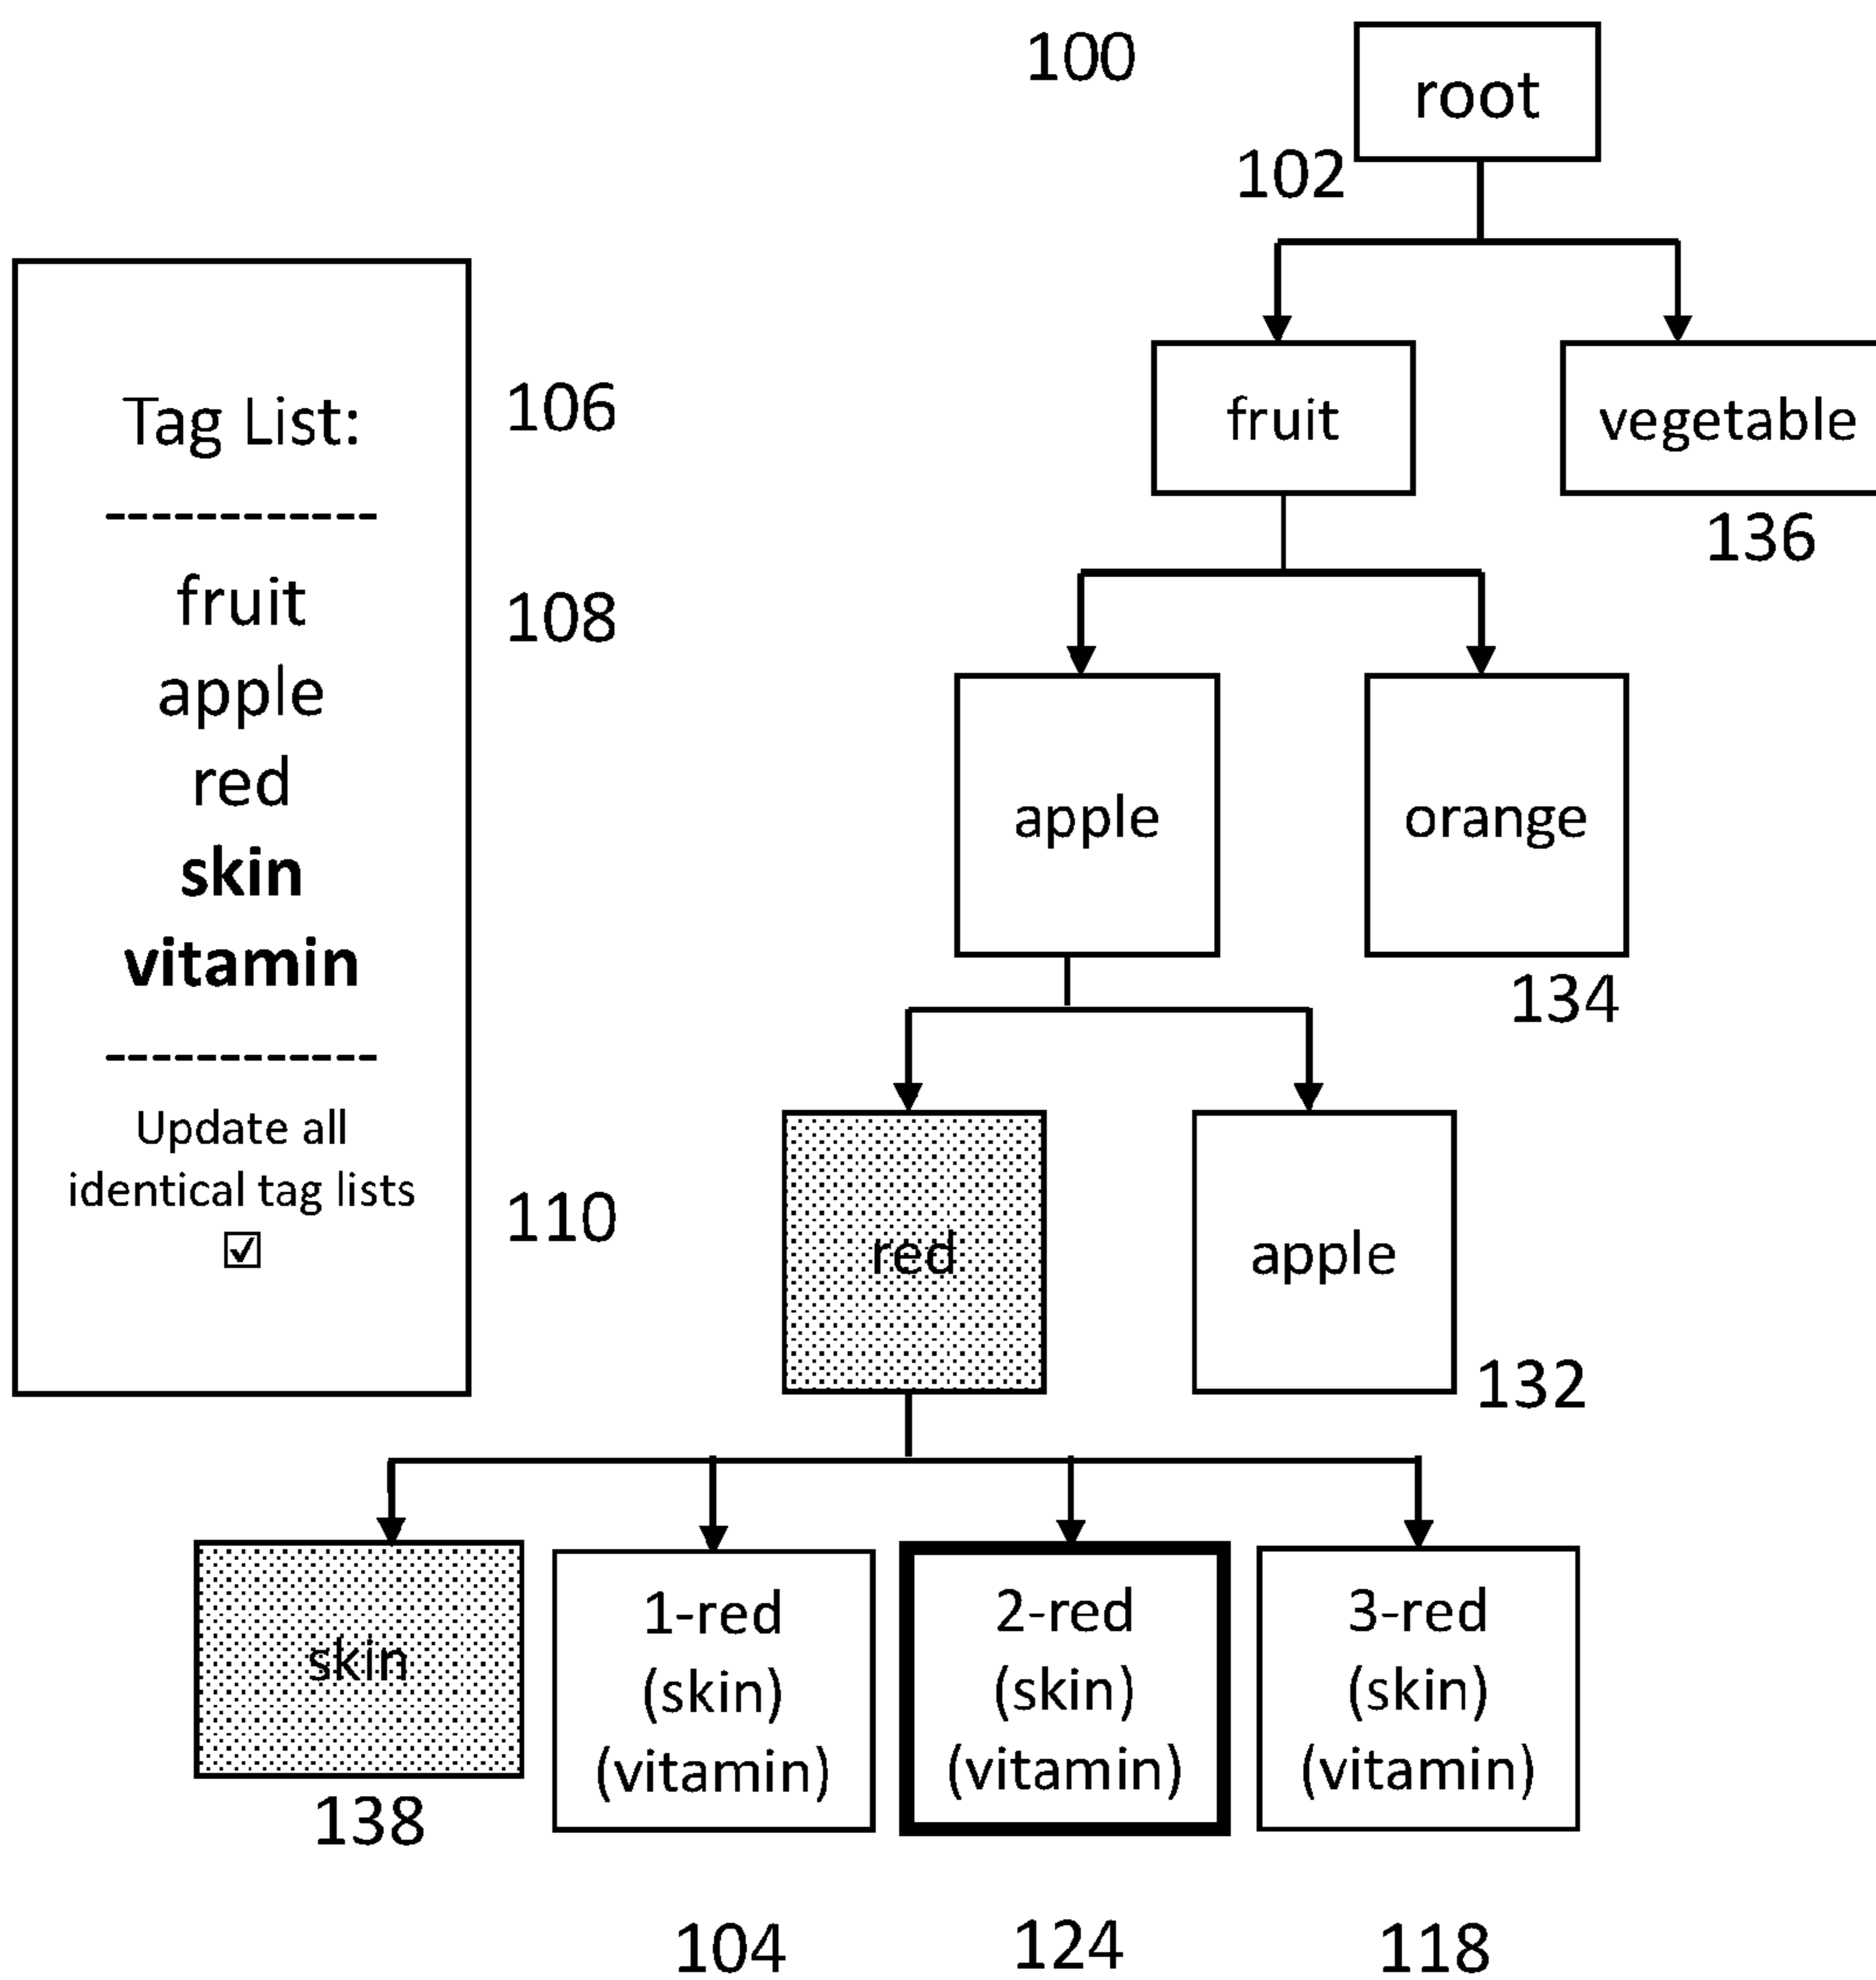 100
root
102
Tag List:
106
fruit
vegetable
------------
136
fruit
108
apple
red
skin
vitamin
apple
orange
134
------------
Update all
identical tag lists
☑
110
red
apple
132
skin
1-red
(skin)
(vitamin)
2-red
(skin)
(vitamin)
3-red
(skin)
(vitamin)
138
104
124
118